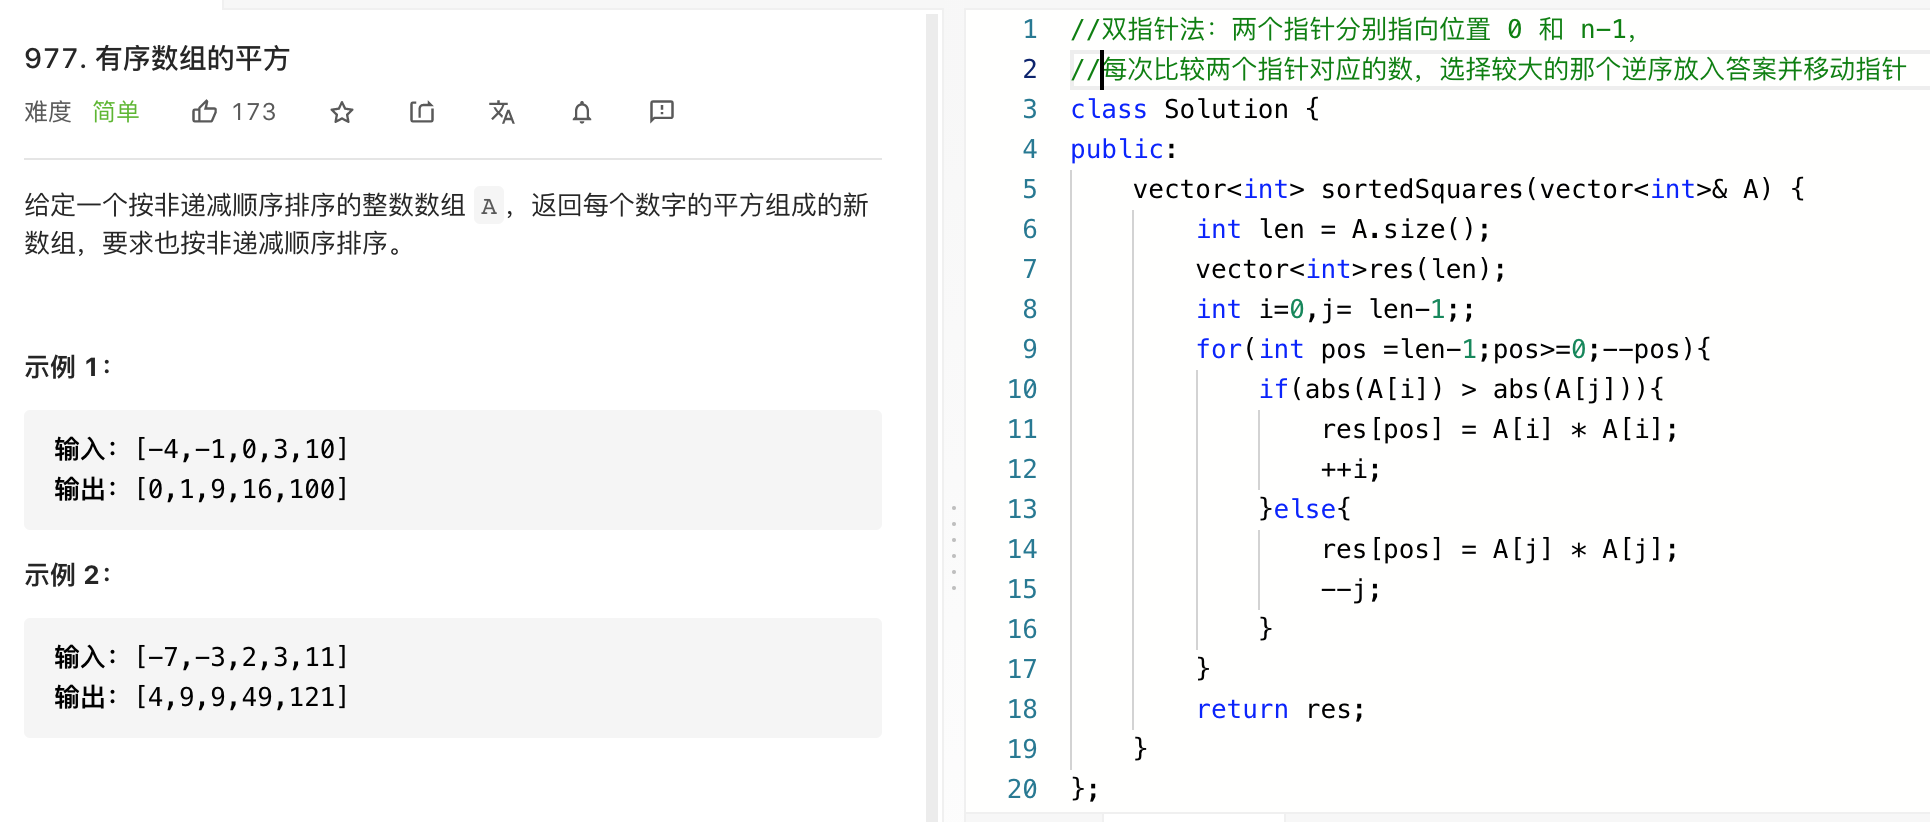 977. 有序数组的平方
难度 简单 173
给定一个按非递减顺序排序的整数数组 A，返回每个数字的平方组成的新
数组，要求也按非递减顺序排序。
示例 1：
输入：[-4,-1,0,3,10]
输出：[0,1,9,16,100]
示例 2：
输入：[-7,-3,2,3,11]
输出：[4,9,9,49,121]
1 //双指针法：两个指针分别指向位置 0 和 n-1，
2 //每次比较两个指针对应的数，选择较大的那个逆序放入答案并移动指针
3 class Solution {
4 public:
5 vector<int> sortedSquares(vector<int>& A) {
6 int len = A.size();
7 vector<int>res(len);
8 int i=0,j= len-1;;
9 for(int pos =len-1;pos>=0;--pos){
10 if(abs(A[i]) > abs(A[j])){
11 res[pos] = A[i] * A[i];
12 ++i;
13 }else{
14 res[pos] = A[j] * A[j];
15 --j;
16 }
17 }
18 return res;
19 }
20 };